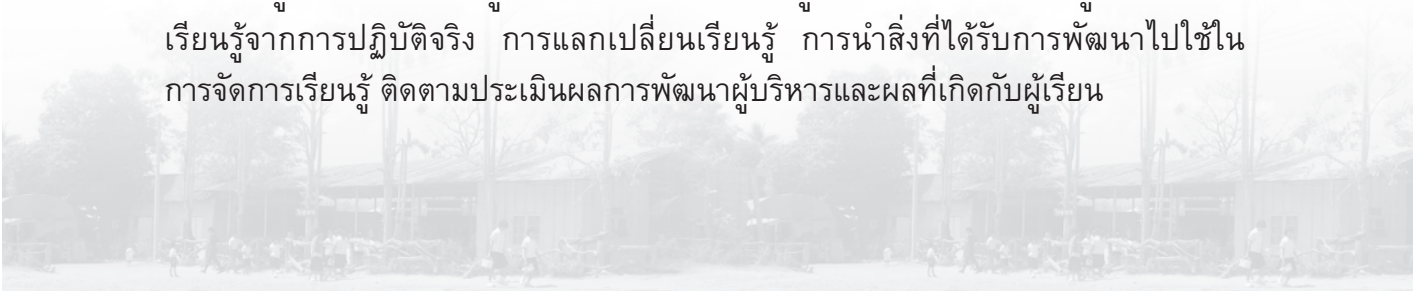 เรียนรู้จากการปฏิบัติจริง การแลกเปลี่ยนเรียนรู้ การนำสิ่งที่ได้รับการพัฒนาไปใช้ใน
การจัดการเรียนรู้ ติดตามประเมินผลการพัฒนาผู้บริหารและผลที่เกิดกับผู้เรียน